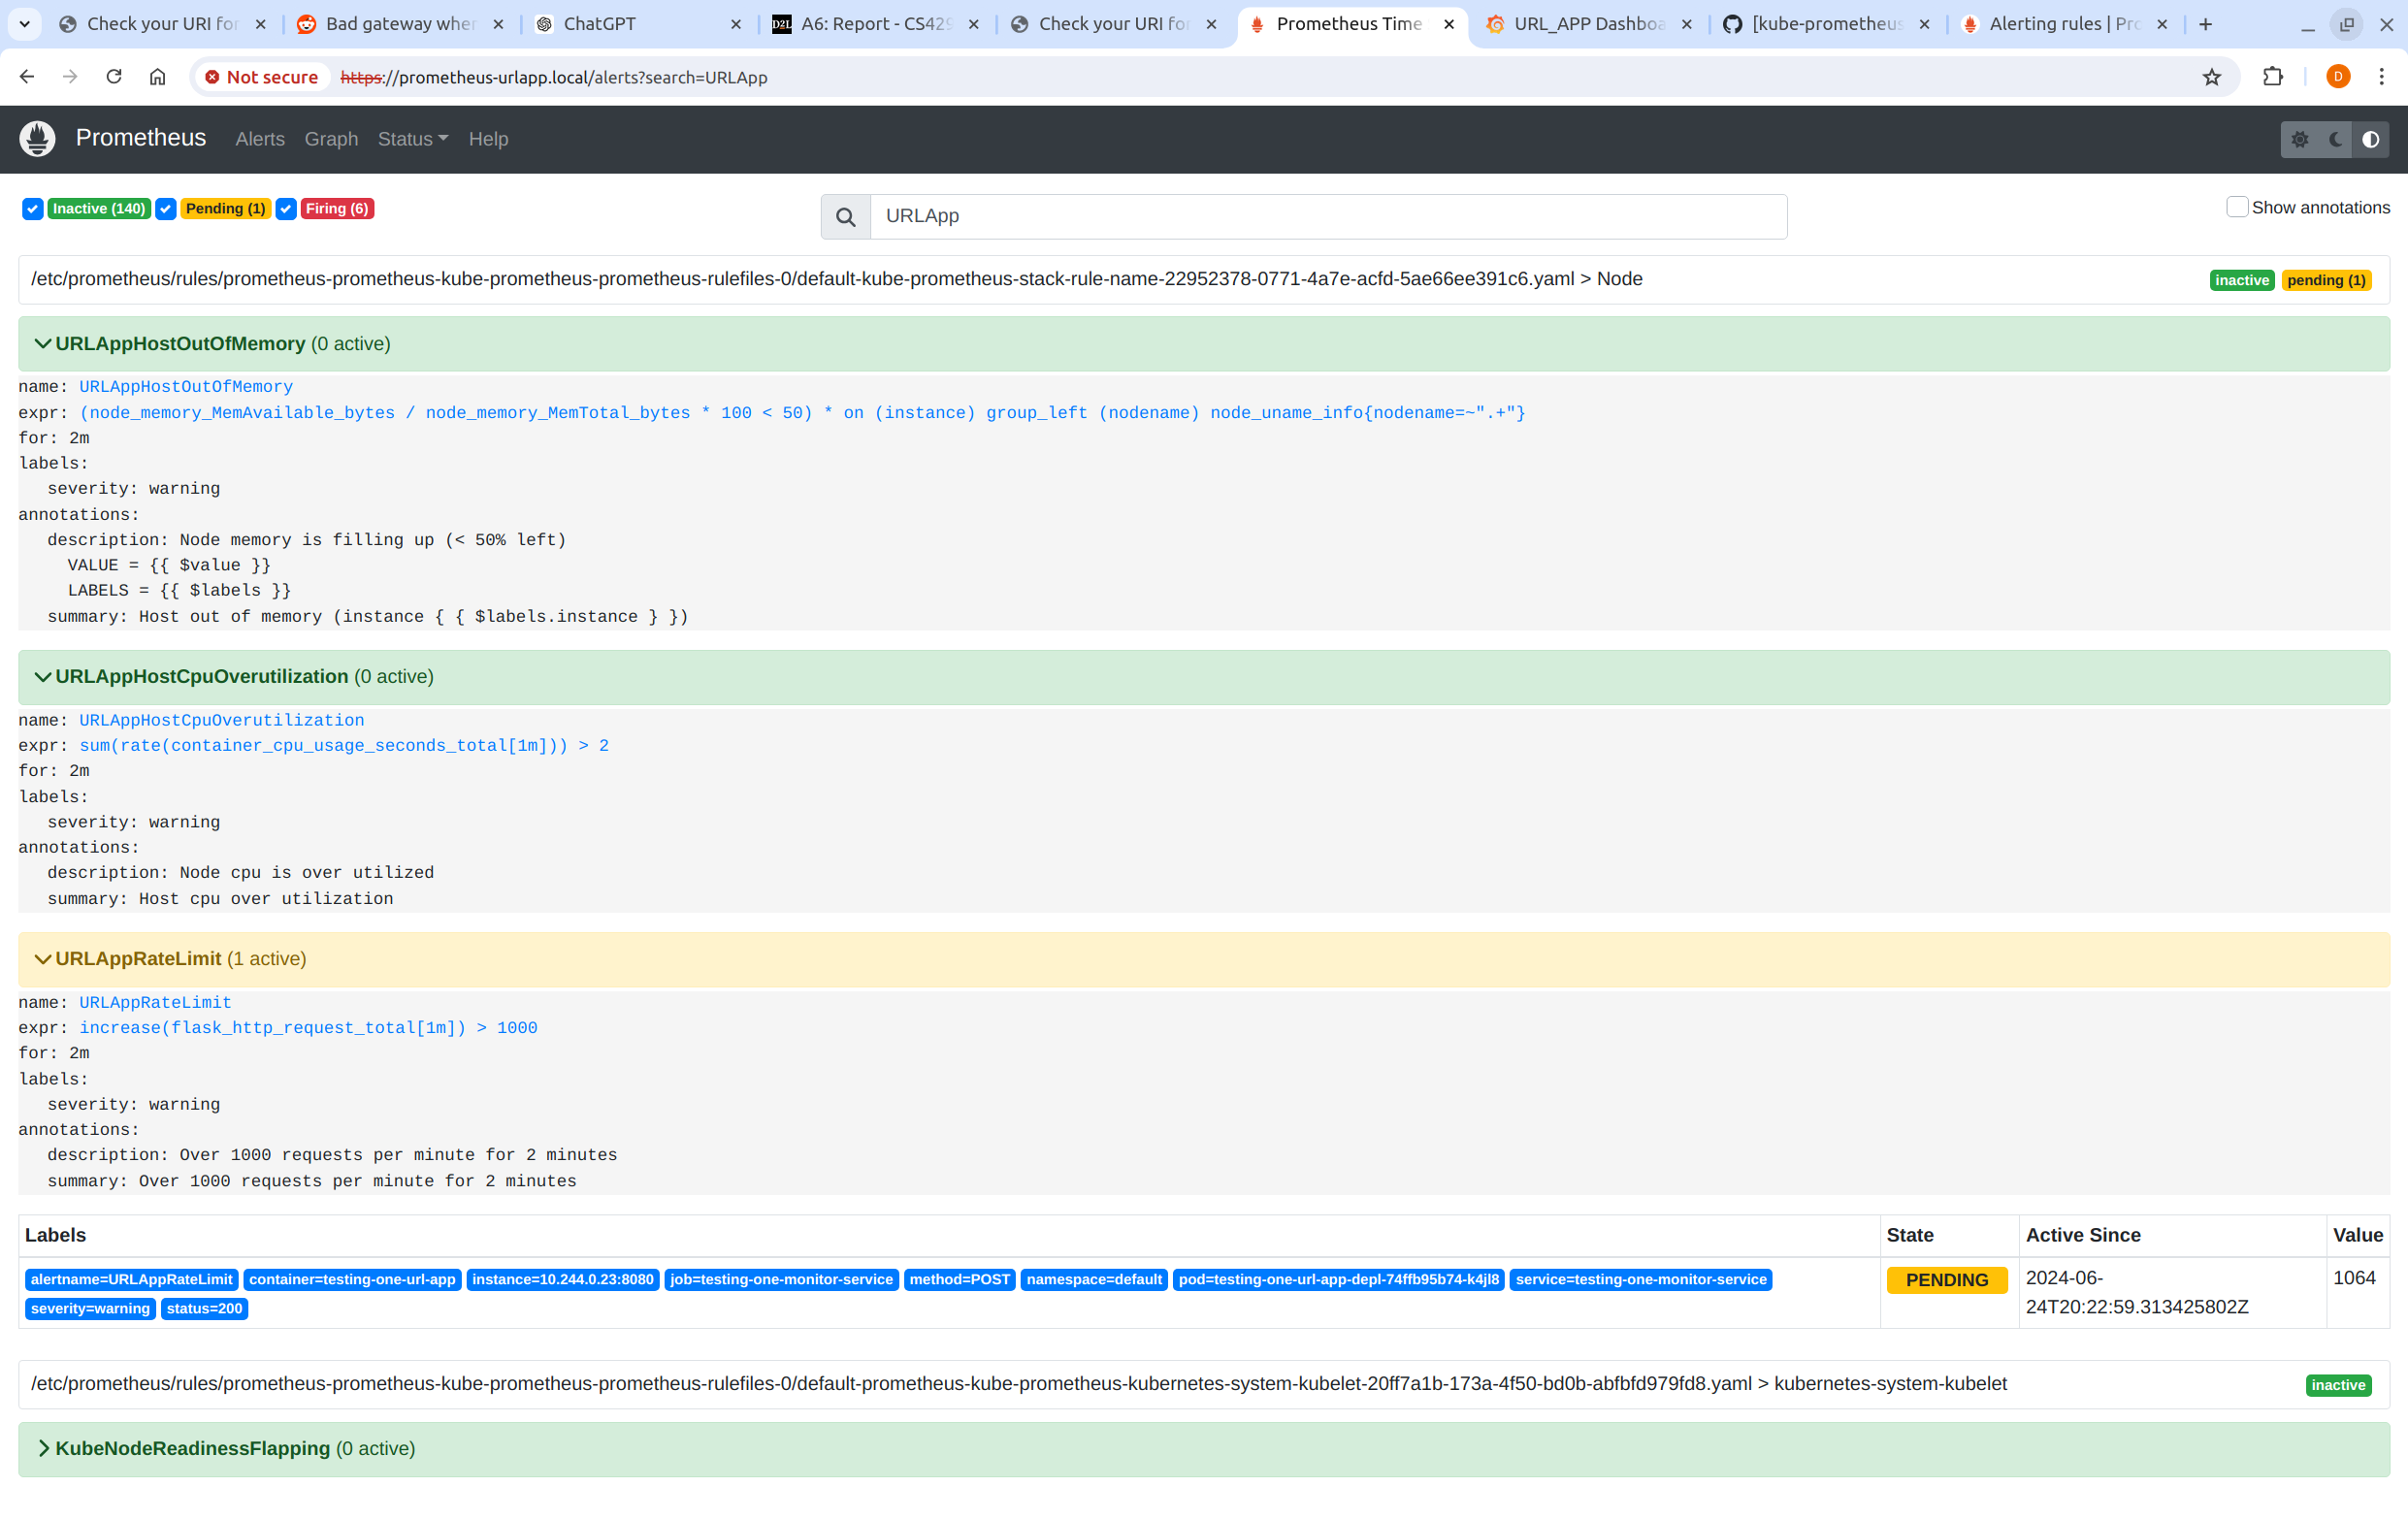 Check your URI for
Bad gateway when
ChatGPT
D2L A6: Report - CS429
Check your URI for
Prometheus Time
URL_APP Dashboa
[kube-prometheus
Alerting rules | Pro
Not secure https://prometheus-urlapp.local/alerts?search=URLApp
D
Prometheus Alerts Graph Status Help
Inactive (140) Pending (1) Firing (6)
URLApp
Show annotations
/etc/prometheus/rules/prometheus-prometheus-kube-prometheus-prometheus-rulefiles-0/default-kube-prometheus-stack-rule-name-22952378-0771-4a7e-acfd-5ae66ee391c6.yaml > Node
inactive pending (1)
URLAppHostOutOfMemory (0 active)
name: URLAppHostOutOfMemory
expr: (node_memory_MemAvailable_bytes / node_memory_MemTotal_bytes * 100 < 50) * on (instance) group_left (nodename) node_uname_info{nodename=~".+"}
for: 2m
labels:
severity: warning
annotations:
description: Node memory is filling up (< 50% left)
VALUE = {{ $value }}
LABELS = {{ $labels }}
summary: Host out of memory (instance { { $labels.instance } })
URLAppHostCpuOverutilization (0 active)
name: URLAppHostCpuOverutilization
expr: sum(rate(container_cpu_usage_seconds_total[1m])) > 2
for: 2m
labels:
severity: warning
annotations:
description: Node cpu is over utilized
summary: Host cpu over utilization
URLAppRateLimit (1 active)
name: URLAppRateLimit
expr: increase(flask_http_request_total[1m]) > 1000
for: 2m
labels:
severity: warning
annotations:
description: Over 1000 requests per minute for 2 minutes
summary: Over 1000 requests per minute for 2 minutes
Labels State Active Since Value
alertname=URLAppRateLimit container=testing-one-url-app instance=10.244.0.23:8080 job=testing-one-monitor-service method=POST namespace=default pod=testing-one-url-app-depl-74ffb95b74-k4jl8 service=testing-one-monitor-service
severity=warning status=200
PENDING
2024-06-
24T20:22:59.313425802Z
1064
/etc/prometheus/rules/prometheus-prometheus-kube-prometheus-prometheus-rulefiles-0/default-prometheus-kube-prometheus-kubernetes-system-kubelet-20ff7a1b-173a-4f50-bd0b-abfbfd979fd8.yaml > kubernetes-system-kubelet
inactive
KubeNodeReadinessFlapping (0 active)